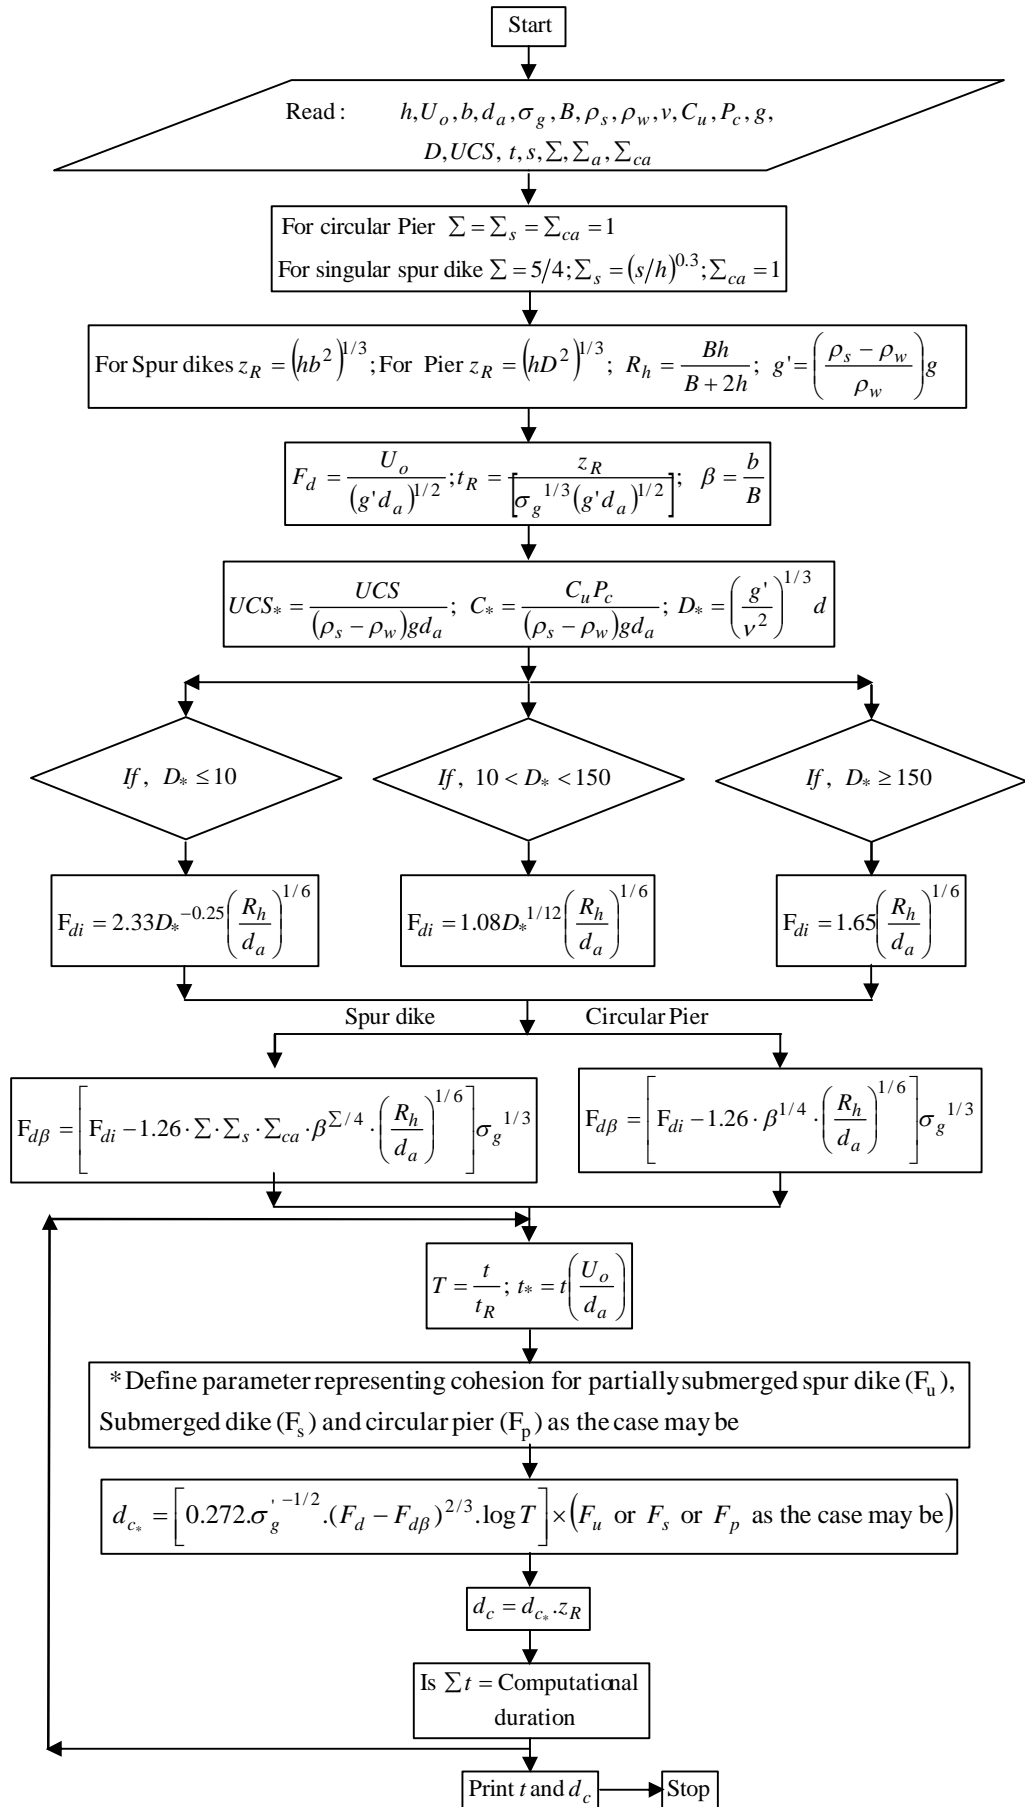 Start
Read : h, U_o, b, d_a, σ_g, B, ρ_s, ρ_w, v, C_u, P_c, g,
D, UCS, t, s, Σ, Σ_a, Σ_ca
For circular Pier Σ = Σ_s = Σ_ca = 1
For singular spur dike Σ = 5/4; Σ_s = (s/h)^0.3; Σ_ca = 1
For Spur dikes z_R = (hb^2)^1/3; For Pier z_R = (hD^2)^1/3; R_h = Bh / (B + 2h); g' = ((ρ_s − ρ_w) / ρ_w) g
F_d = U_o / (g'd_a)^1/2; t_R = z_R / [σ_g^1/3 (g'd_a)^1/2]; β = b / B
UCS_* = UCS / (ρ_s − ρ_w)gd_a; C_* = C_u P_c / (ρ_s − ρ_w)gd_a; D_* = (g' / ν^2)^1/3 d
If, D_* ≤ 10
If, 10 < D_* < 150
If, D_* ≥ 150
F_di = 2.33D_*^−0.25 (R_h / d_a)^1/6
F_di = 1.08D_*^1/12 (R_h / d_a)^1/6
F_di = 1.65 (R_h / d_a)^1/6
Spur dike
Circular Pier
F_dβ = [F_di − 1.26 · Σ · Σ_s · Σ_ca · β^Σ/4 · (R_h / d_a)^1/6] σ_g^1/3
F_dβ = [F_di − 1.26 · β^1/4 · (R_h / d_a)^1/6] σ_g^1/3
T = t / t_R; t_* = t (U_o / d_a)
* Define parameter representing cohesion for partially submerged spur dike (F_u),
Submerged dike (F_s) and circular pier (F_p) as the case may be
d_c* = [0.272.σ_g'^−1/2.(F_d − F_dβ)^2/3.log T] × (F_u or F_s or F_p as the case may be)
d_c = d_c*.z_R
Is Σ t = Computational
duration
Print t and d_c
Stop